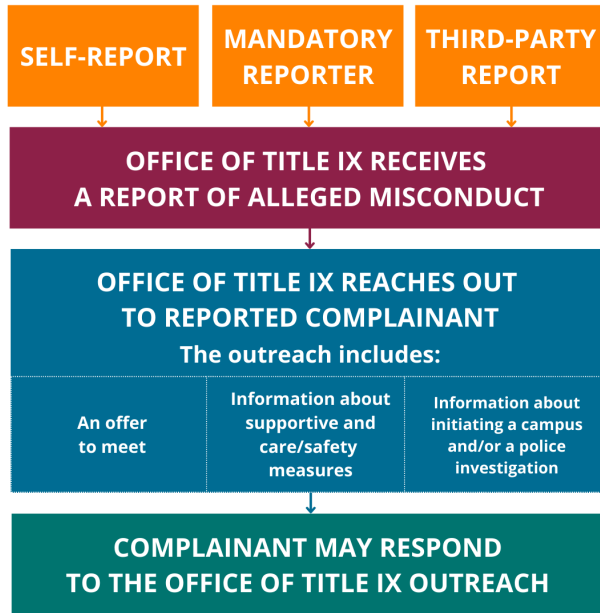 SELF-REPORT
MANDATORY
REPORTER
THIRD-PARTY
REPORT
OFFICE OF TITLE IX RECEIVES
A REPORT OF ALLEGED MISCONDUCT
OFFICE OF TITLE IX REACHES OUT
TO REPORTED COMPLAINANT
The outreach includes:
An offer
to meet
Information about
supportive and
care/safety
measures
Information about
initiating a campus
and/or a police
investigation
COMPLAINANT MAY RESPOND
TO THE OFFICE OF TITLE IX OUTREACH